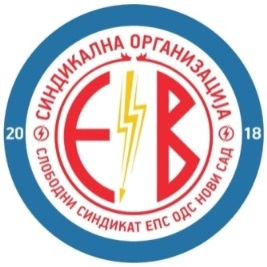 СИНДИКАЛНА ОРГАНИЗАЦИЈА
20 18
ЕВ
СЛОБОДНИ СИНДИКАТ ЕПС ОДС НОВИ САД